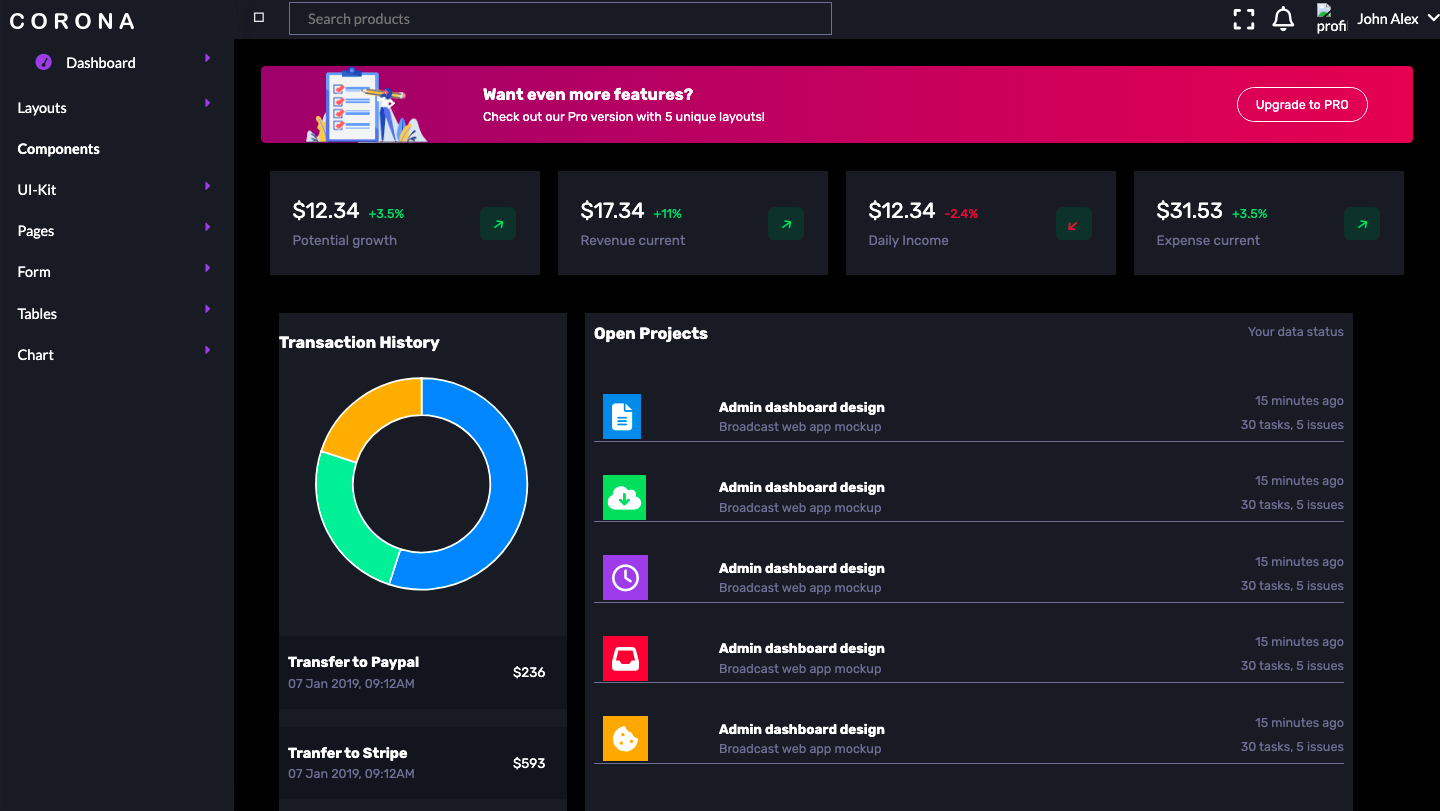 CORONA
Search products
profi
John Alex
Dashboard
Layouts
Components
UI-Kit
Pages
Form
Tables
Chart
Want even more features?
Check out our Pro version with 5 unique layouts!
Upgrade to PRO
$12.34 +3.5%
Potential growth
$17.34 +11%
Revenue current
$12.34 -2.4%
Daily Income
$31.53 +3.5%
Expense current
Transaction History
Transfer to Paypal
07 Jan 2019, 09:12AM
$236
Tranfer to Stripe
07 Jan 2019, 09:12AM
$593
Open Projects
Your data status
Admin dashboard design
Broadcast web app mockup
15 minutes ago
30 tasks, 5 issues
Admin dashboard design
Broadcast web app mockup
15 minutes ago
30 tasks, 5 issues
Admin dashboard design
Broadcast web app mockup
15 minutes ago
30 tasks, 5 issues
Admin dashboard design
Broadcast web app mockup
15 minutes ago
30 tasks, 5 issues
Admin dashboard design
Broadcast web app mockup
15 minutes ago
30 tasks, 5 issues